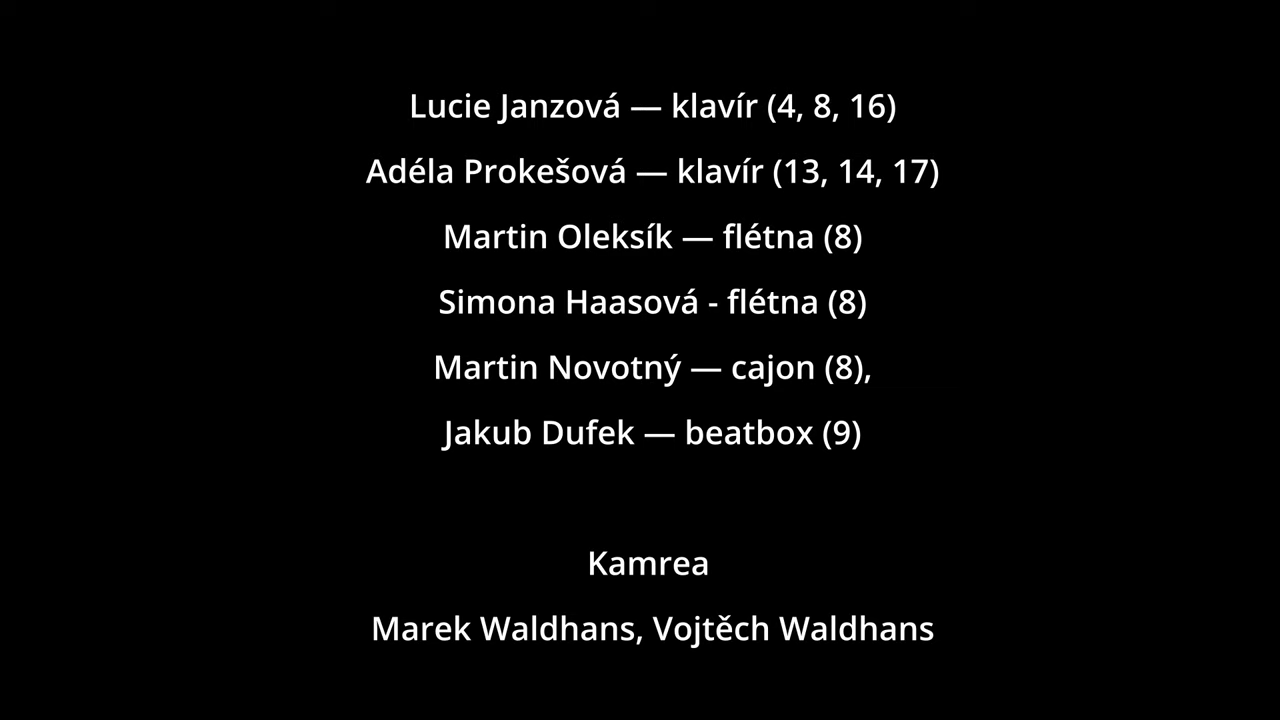 Lucie Janzová — klavír (4, 8, 16)
Adéla Prokešová — klavír (13, 14, 17)
Martin Oleksík — flétna (8)
Simona Haasová - flétna (8)
Martin Novotný — cajon (8),
Jakub Dufek — beatbox (9)
Kamrea
Marek Waldhans, Vojtěch Waldhans